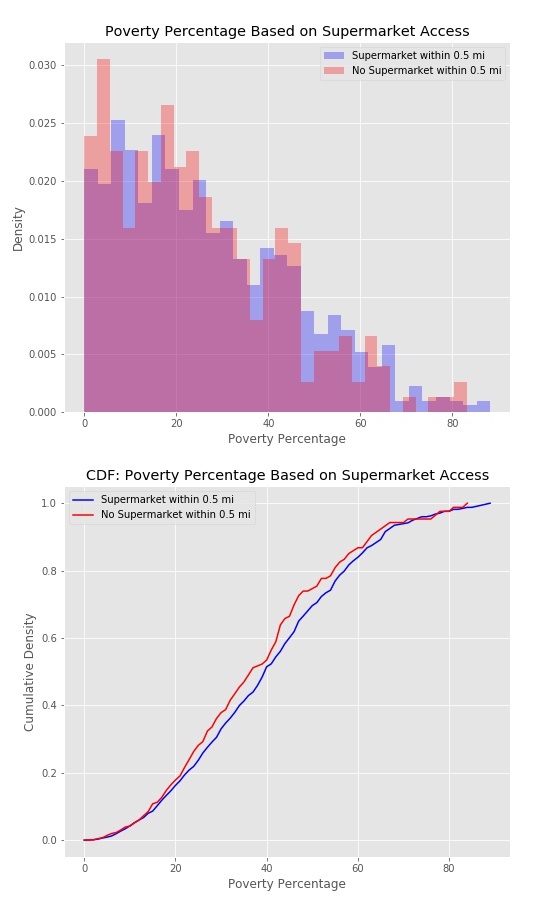 Poverty Percentage Based on Supermarket Access
Supermarket within 0.5 mi
No Supermarket within 0.5 mi
0.030
0.025
0.020
0.015
0.010
0.005
0.000
Density
0 20 40 60 80
Poverty Percentage
CDF: Poverty Percentage Based on Supermarket Access
Supermarket within 0.5 mi
No Supermarket within 0.5 mi
1.0
0.8
0.6
0.4
0.2
0.0
Cumulative Density
0 20 40 60 80
Poverty Percentage